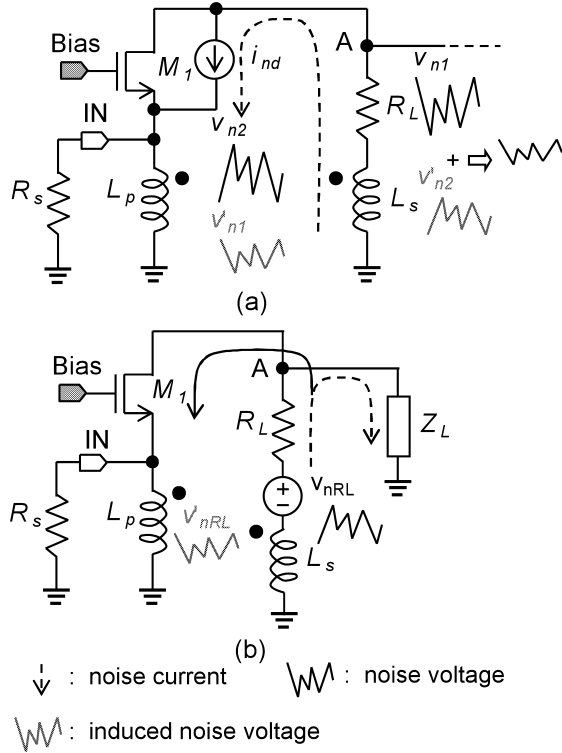 A
Bias
M₁
i_nd
v_n1
IN
v_n2
R_L
+
R_s
L_p
v'_n1
L_s
v'_n2
(a)
Bias
M₁
A
R_L
Z_L
IN
+
−
v_nRL
R_s
L_p
v'_nRL
L_s
(b)
: noise current
: noise voltage
: induced noise voltage